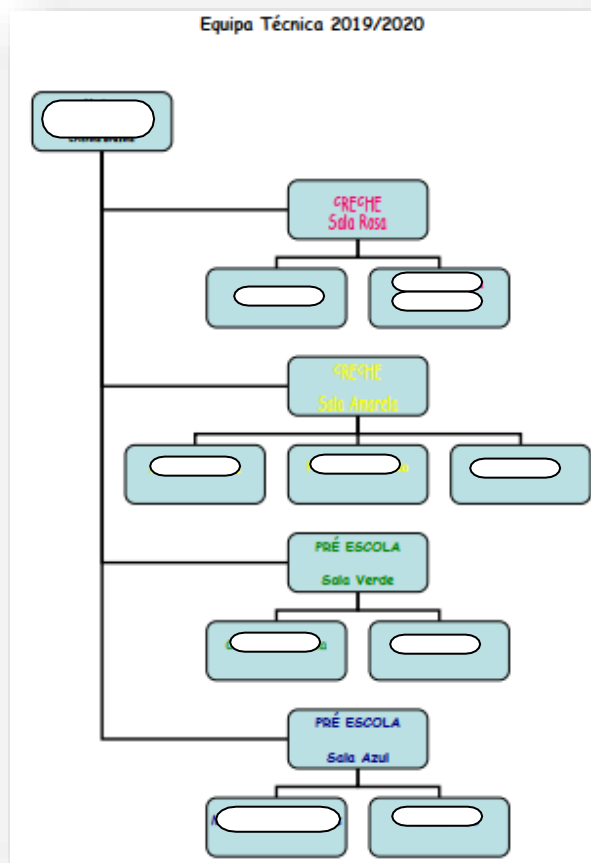 Equipa Técnica 2019/2020
CRECHE
Sala Rosa
CRECHE
Sala Amarela
PRÉ ESCOLA
Sala Verde
PRÉ ESCOLA
Sala Azul